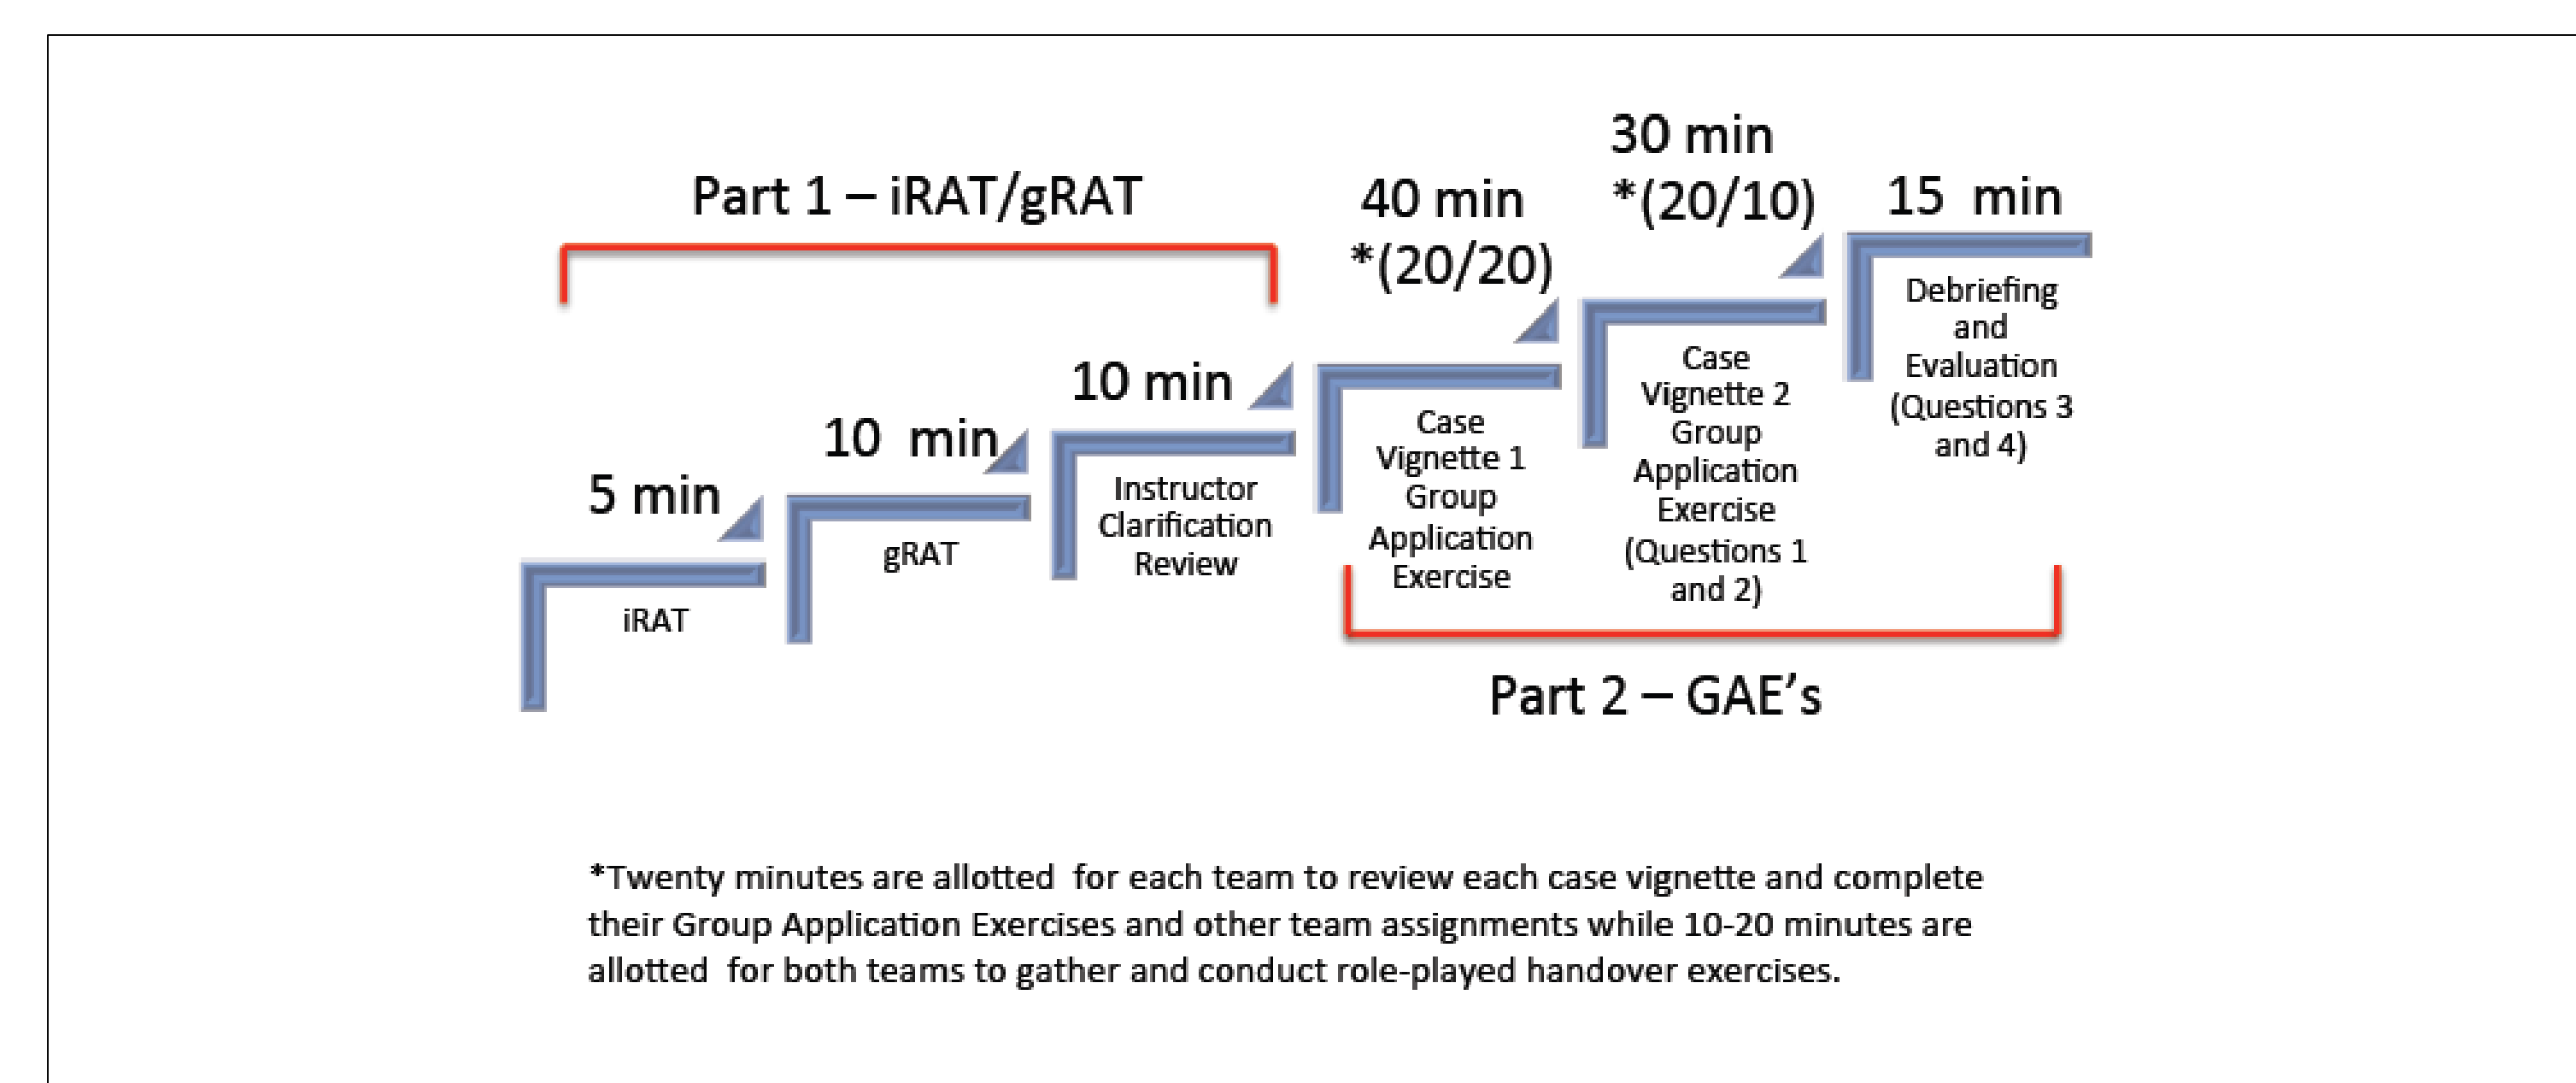 Part 1 – iRAT/gRAT
5 min
iRAT
10  min
gRAT
10 min
Instructor
Clarification
Review
40 min
*(20/20)
Case
Vignette 1
Group
Application
Exercise
30 min
*(20/10)
Case
Vignette 2
Group
Application
Exercise
(Questions 1
and 2)
15  min
Debriefing
and
Evaluation
(Questions 3
and 4)
Part 2 – GAE’s
*Twenty minutes are allotted  for each team to review each case vignette and complete
their Group Application Exercises and other team assignments while 10-20 minutes are
allotted  for both teams to gather and conduct role-played handover exercises.